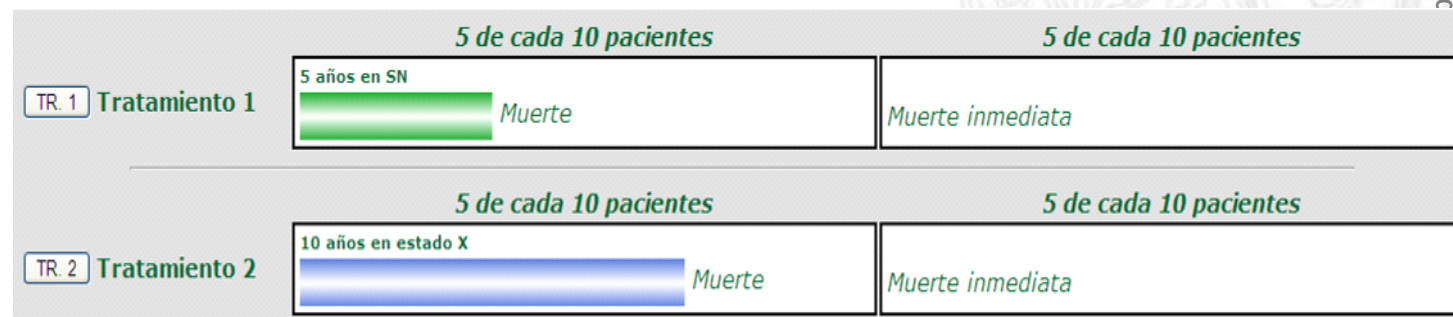 5 de cada 10 pacientes 5 de cada 10 pacientes
5 años en SN
TR. 1 Tratamiento 1 Muerte Muerte inmediata
5 de cada 10 pacientes 5 de cada 10 pacientes
10 años en estado X
TR. 2 Tratamiento 2 Muerte Muerte inmediata